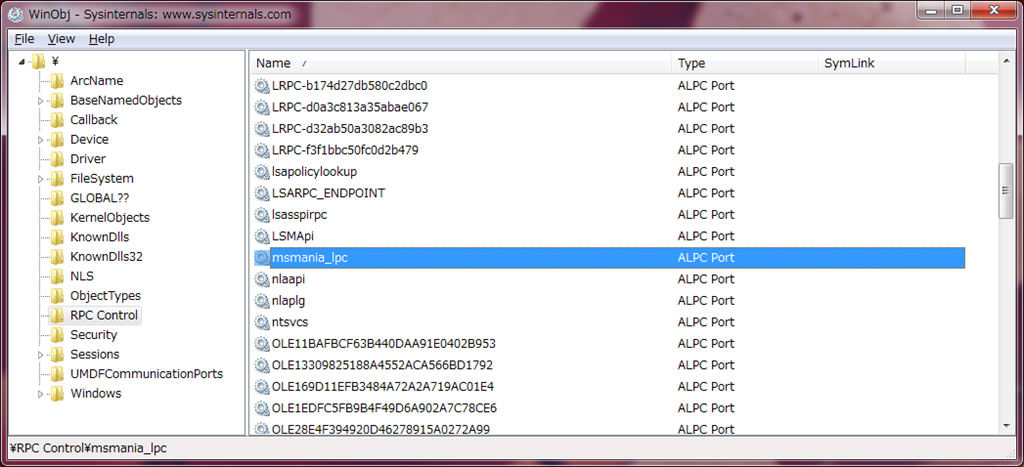 WinObj - Sysinternals: www.sysinternals.com
File View Help
¥
ArcName
BaseNamedObjects
Callback
Device
Driver
FileSystem
GLOBAL??
KernelObjects
KnownDlls
KnownDlls32
NLS
ObjectTypes
RPC Control
Security
Sessions
UMDFCommunicationPorts
Windows
Name Type SymLink
LRPC-b174d27db580c2dbc0 ALPC Port
LRPC-d0a3c813a35abae067 ALPC Port
LRPC-d32ab50a3082ac89b3 ALPC Port
LRPC-f3f1bbc50fc0d2b479 ALPC Port
lsapolicylookup ALPC Port
LSARPC_ENDPOINT ALPC Port
lsasspirpc ALPC Port
LSMApi ALPC Port
msmania_lpc ALPC Port
nlaapi ALPC Port
nlaplg ALPC Port
ntsvcs ALPC Port
OLE11BAFBCF63B440DAA91E0402B953 ALPC Port
OLE13309825188A4552ACA566BD1792 ALPC Port
OLE169D11EFB3484A72A2A719AC01E4 ALPC Port
OLE1EDFC5FB9B4F49D6A902A7C78CE6 ALPC Port
OLE28E4F394920D46278915A0272A99 ALPC Port
¥RPC Control¥msmania_lpc